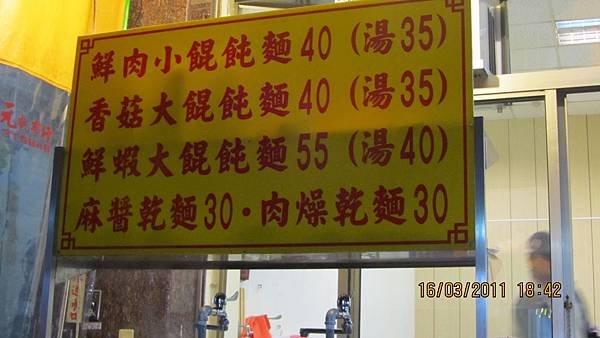 鮮肉小餛飩麵40(湯35)
香菇大餛飩麵40(湯35)
鮮蝦大餛飩麵55(湯40)
麻醬乾麵30·肉燥乾麵30
16/03/2011 18:42